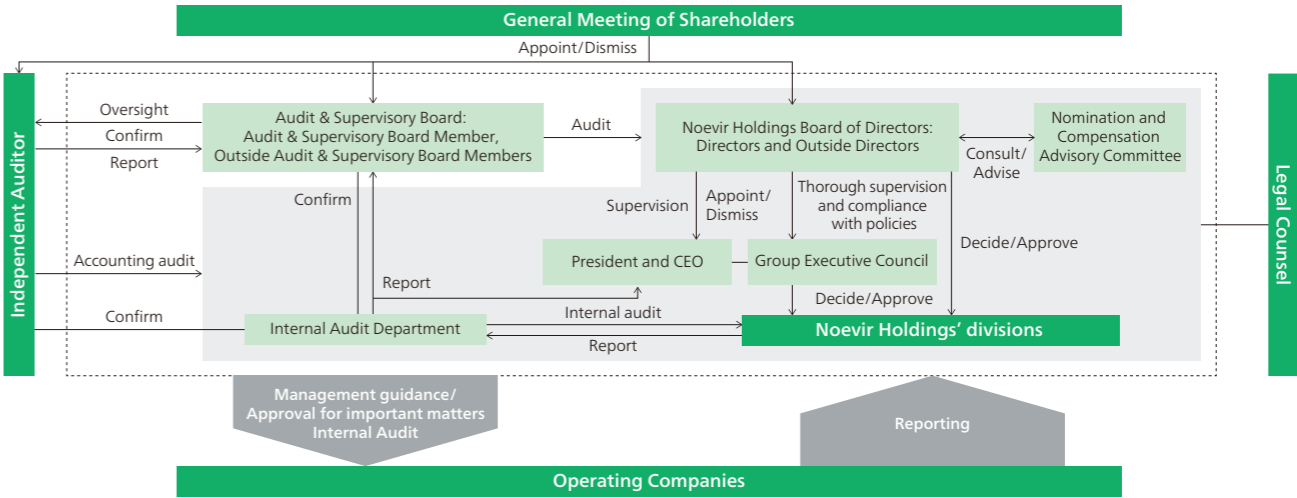 General Meeting of Shareholders
Appoint/Dismiss
Independent Auditor
Oversight
Confirm
Report
Audit & Supervisory Board:
Audit & Supervisory Board Member,
Outside Audit & Supervisory Board Members
Audit
Noevir Holdings Board of Directors:
Directors and Outside Directors
Consult/
Advise
Nomination and
Compensation
Advisory Committee
Legal Counsel
Confirm
Supervision
Appoint/
Dismiss
Thorough supervision
and compliance
with policies
Decide/Approve
Accounting audit
Report
President and CEO
Group Executive Council
Decide/Approve
Confirm
Internal Audit Department
Internal audit
Report
Noevir Holdings’ divisions
Management guidance/
Approval for important matters
Internal Audit
Reporting
Operating Companies